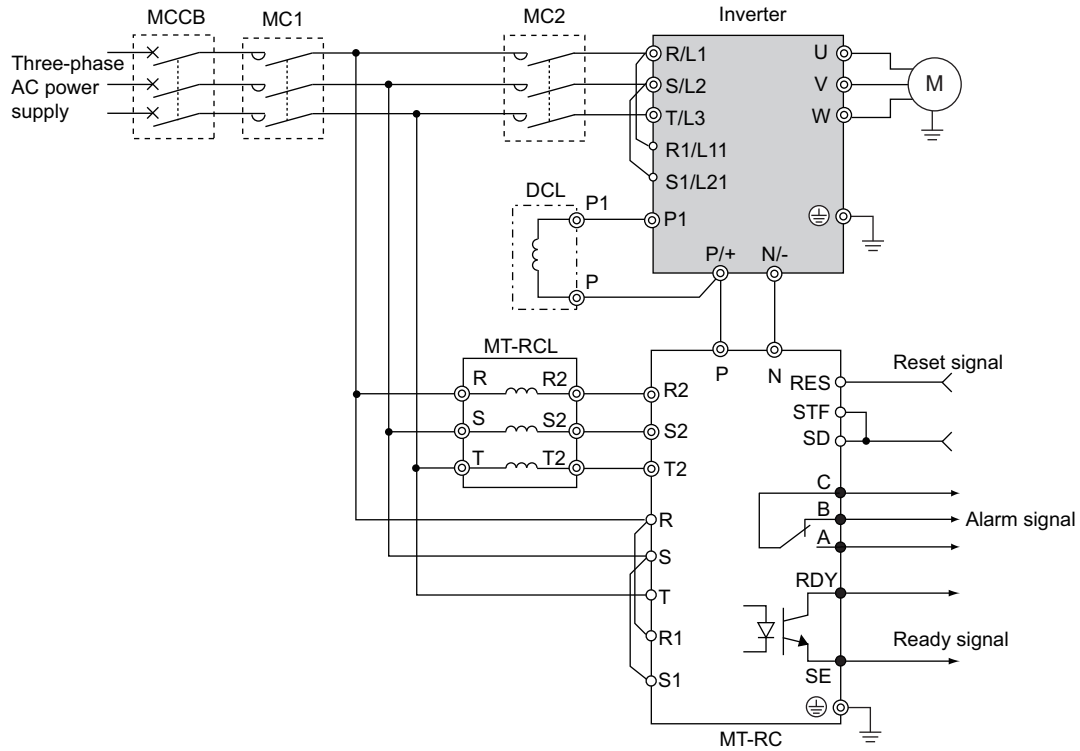 MCCB
MC1
MC2
Inverter
Three-phase
AC power
supply
R/L1
S/L2
T/L3
R1/L11
S1/L21
P1
P/+
N/-
U
V
W
M
DCL
P1
P
MT-RCL
R
R2
S
S2
T
T2
P
N
R2
S2
T2
R
S
T
R1
S1
RES
STF
SD
C
B
A
RDY
SE
Reset signal
Alarm signal
Ready signal
MT-RC